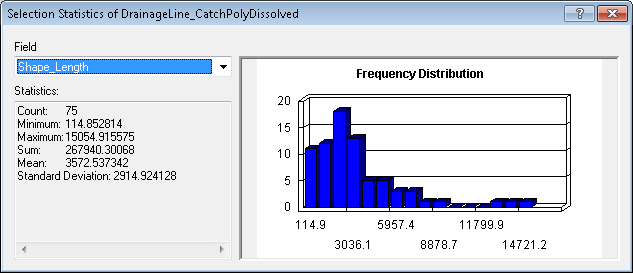 Selection Statistics of DrainageLine_CatchPolyDissolved
Field
Shape_Length
Statistics:
Count: 75
Minimum: 114.852814
Maximum: 15054.915575
Sum: 267940.30068
Mean: 3572.537342
Standard Deviation: 2914.924128
Frequency Distribution
20
15
10
5
0
114.9 5957.4 11799.9
3036.1 8878.7 14721.2